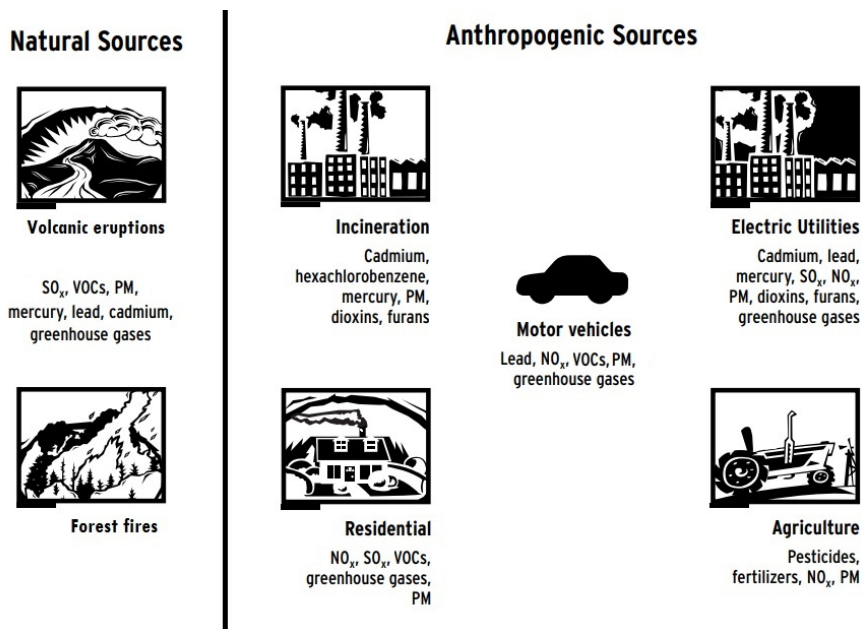 Natural Sources
Volcanic eruptions
SOₓ, VOCs, PM,
mercury, lead, cadmium,
greenhouse gases
Forest fires
Anthropogenic Sources
Incineration
Cadmium,
hexachlorobenzene,
mercury, PM,
dioxins, furans
Motor vehicles
Lead, NOₓ, VOCs, PM,
greenhouse gases
Electric Utilities
Cadmium, lead,
mercury, SOₓ, NOₓ,
PM, dioxins, furans,
greenhouse gases
Residential
NOₓ, SOₓ, VOCs,
greenhouse gases,
PM
Agriculture
Pesticides,
fertilizers, NOₓ, PM